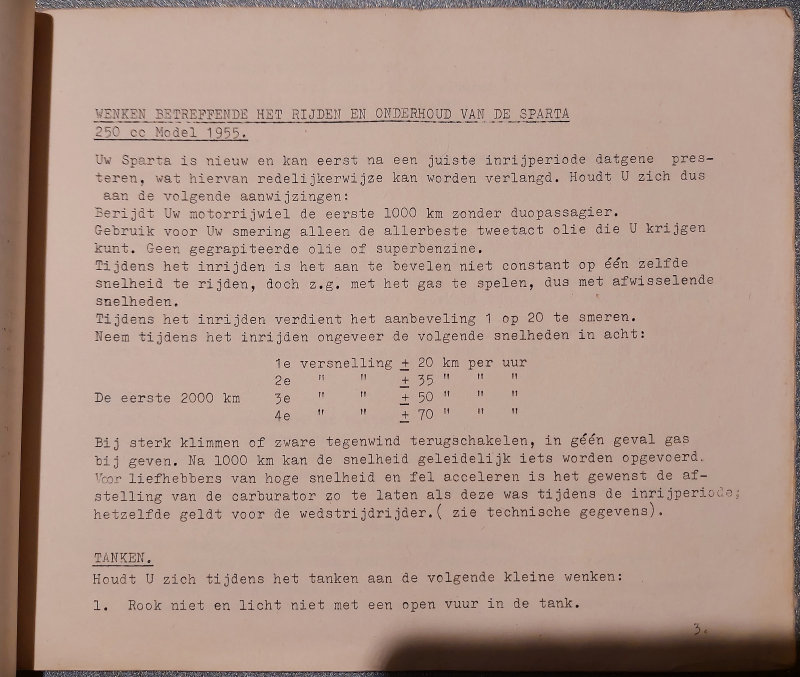 WENKEN BETREFFENDE HET RIJDEN EN ONDERHOUD VAN DE SPARTA
250 cc Model 1955.
Uw Sparta is nieuw en kan eerst na een juiste inrijperiode datgene pres-
teren, wat hiervan redelijkerwijze kan worden verlangd. Houdt U zich dus
aan de volgende aanwijzingen:
Berijdt Uw motorrijwiel de eerste 1000 km zonder duopassagier.
Gebruik voor Uw smering alleen de allerbeste tweetact olie die U krijgen
kunt. Geen gegrapiteerde olie of superbenzine.
Tijdens het inrijden is het aan te bevelen niet constant op één zelfde
snelheid te rijden, doch z.g. met het gas te spelen, dus met afwisselende
snelheden.
Tijdens het inrijden verdient het aanbeveling 1 op 20 te smeren.
Neem tijdens het inrijden ongeveer de volgende snelheden in acht:
1e versnelling ± 20 km per uur
2e " " ± 35 " " "
De eerste 2000 km 3e " " ± 50 " " "
4e " " ± 70 " " "
Bij sterk klimmen of zware tegenwind terugschakelen, in géén geval gas
bij geven. Na 1000 km kan de snelheid geleidelijk iets worden opgevoerd.
Voor liefhebbers van hoge snelheid en fel acceleren is het gewenst de af-
stelling van de carburator zo te laten als deze was tijdens de inrijperiode;
hetzelfde geldt voor de wedstrijdrijder.( zie technische gegevens).
TANKEN.
Houdt U zich tijdens het tanken aan de volgende kleine wenken:
1. Rook niet en licht niet met een open vuur in de tank.
3.